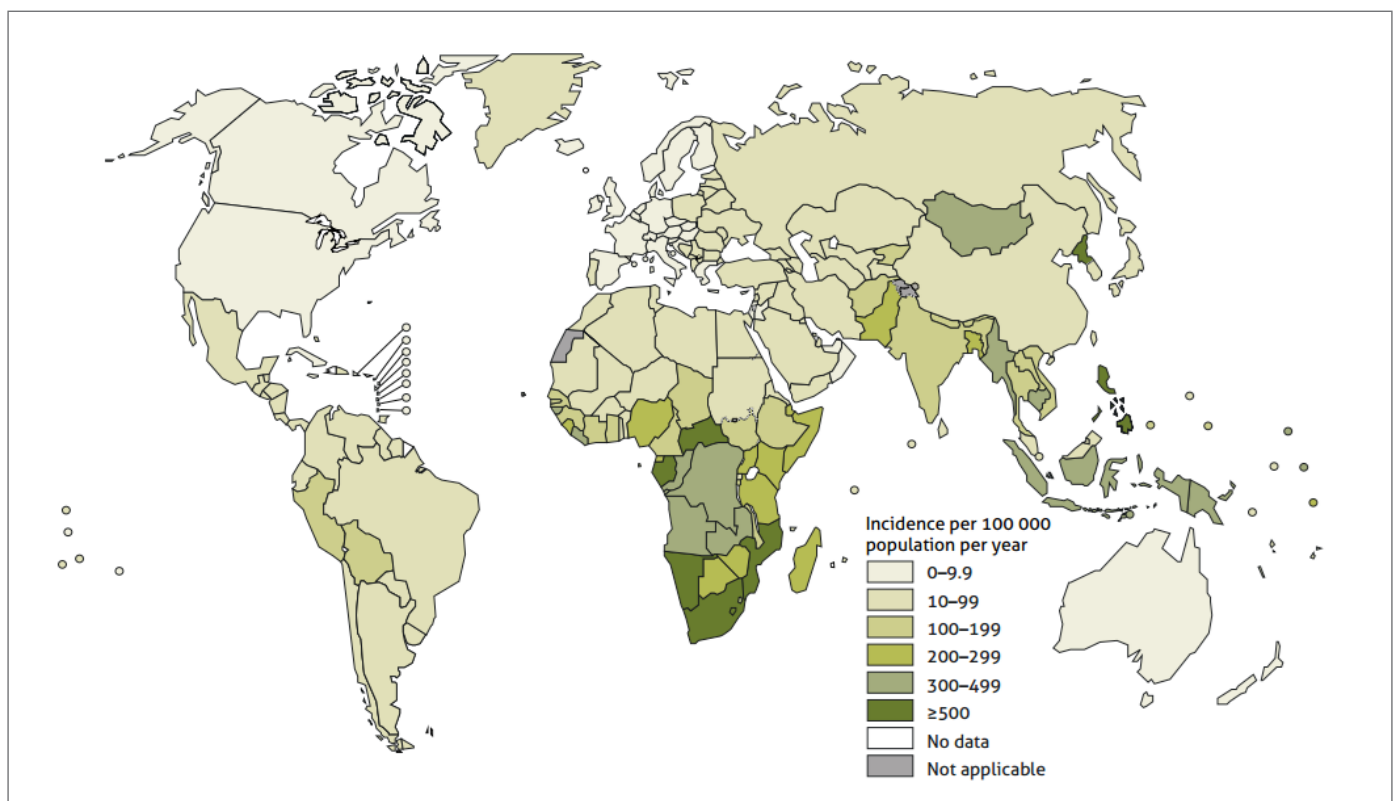 Incidence per 100 000
population per year
0–9.9
10–99
100–199
200–299
300–499
≥500
No data
Not applicable